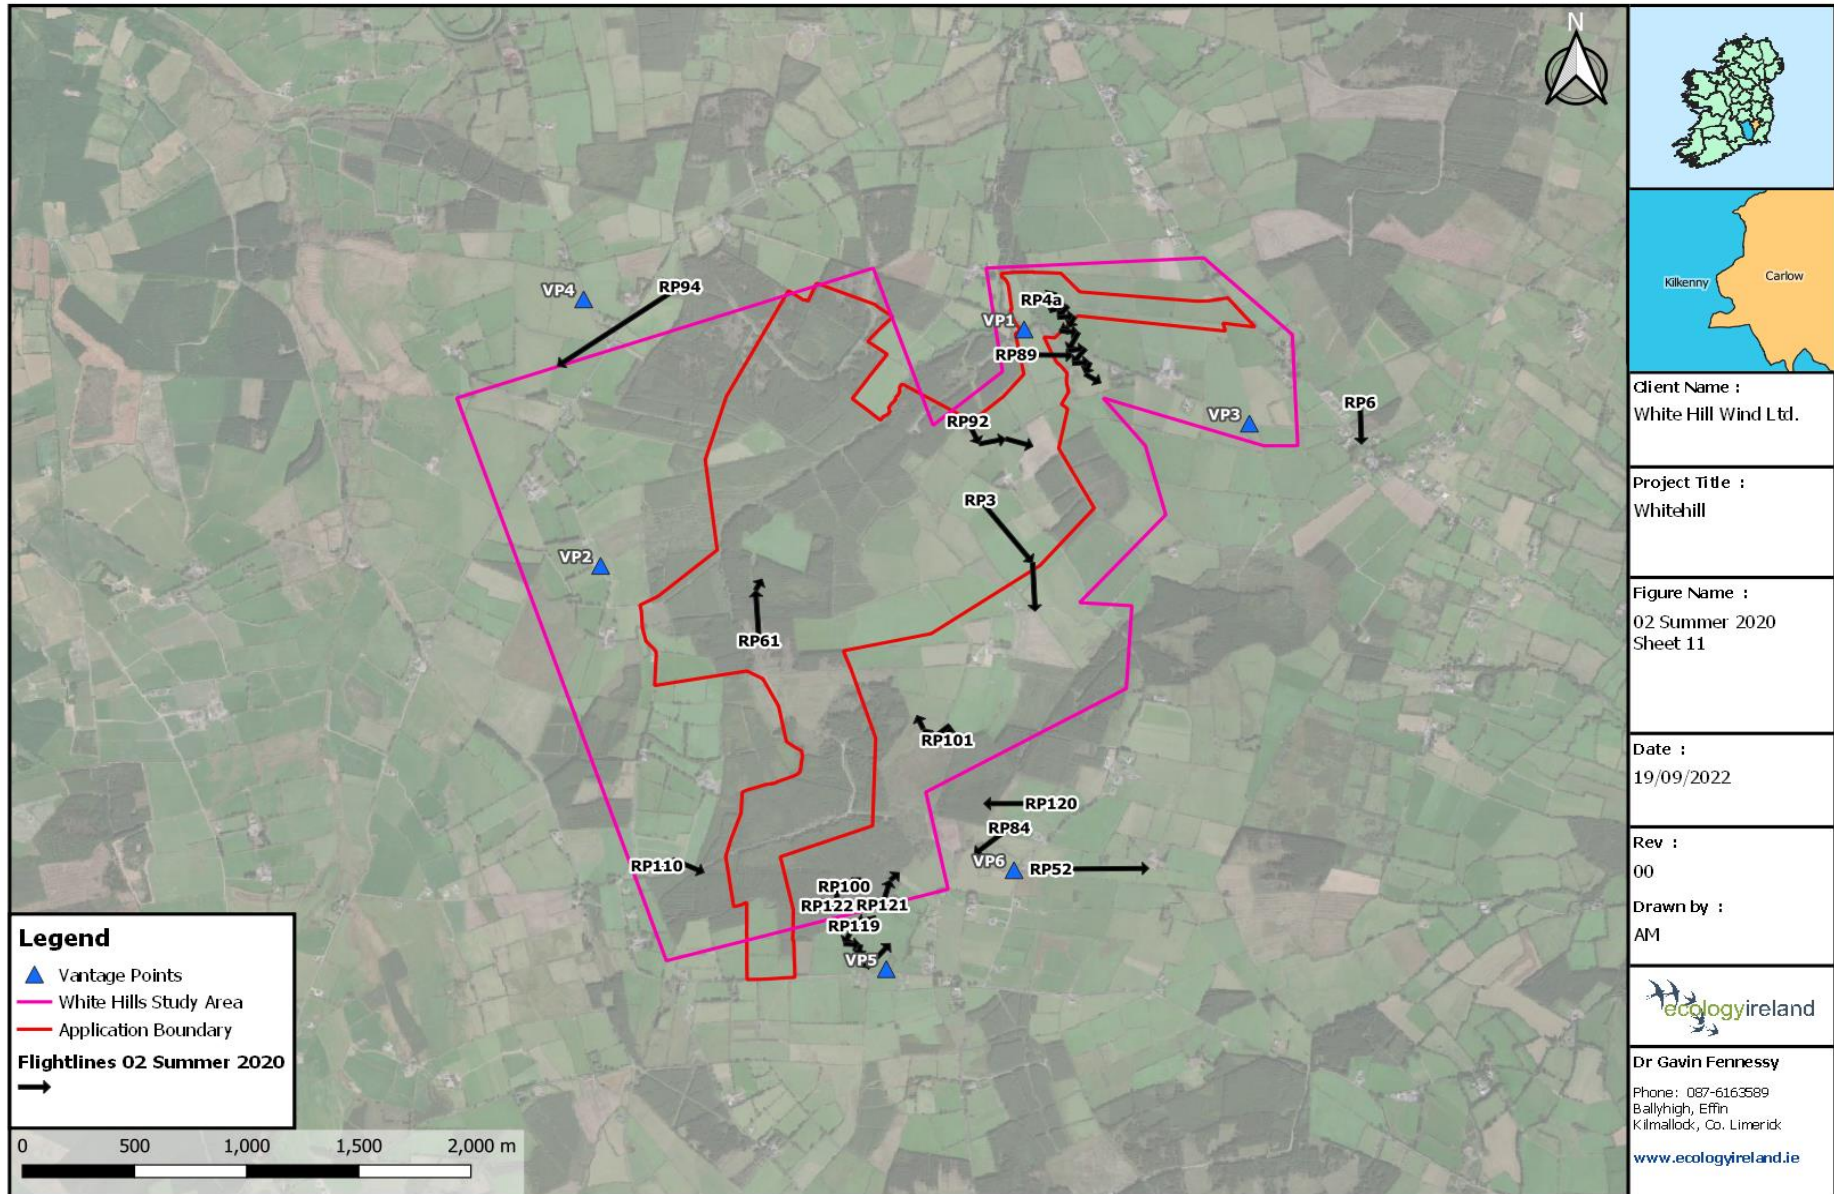 N
VP4
RP94
RP4a
VP1
RP89
RP6
VP3
RP92
RP3
VP2
RP61
RP101
RP120
RP84
VP6
RP52
RP110
RP100
RP122
RP121
RP119
VP5
Legend
Vantage Points
White Hills Study Area
Application Boundary
Flightlines 02 Summer 2020
0 500 1,000 1,500 2,000 m
Kilkenny
Carlow
Client Name :
White Hill Wind Ltd.
Project Title :
Whitehill
Figure Name :
02 Summer 2020
Sheet 11
Date :
19/09/2022
Rev :
00
Drawn by :
AM
ecologyireland
Dr Gavin Fennessy
Phone: 087-6163589
Ballyhigh, Effin
Kilmallock, Co. Limerick
www.ecologyireland.ie